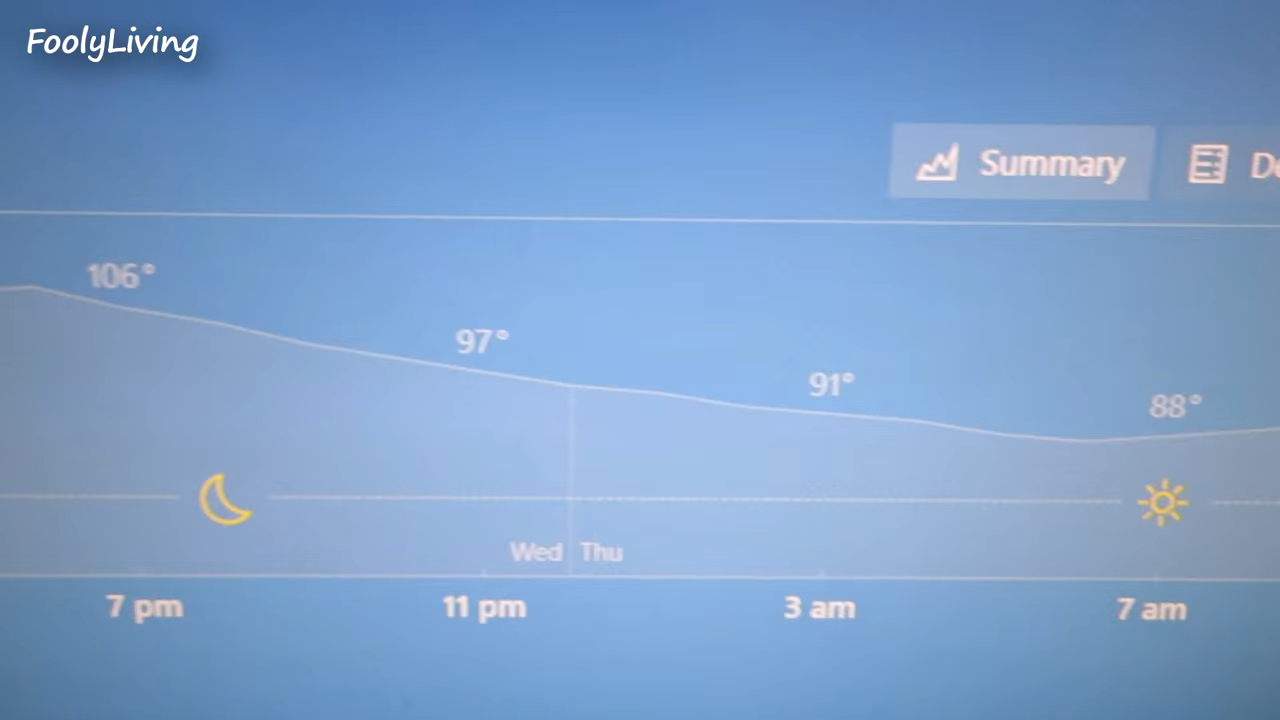 FoolyLiving
Summary
106°
97°
91°
88°
Wed Thu
7 pm 11 pm 3 am 7 am